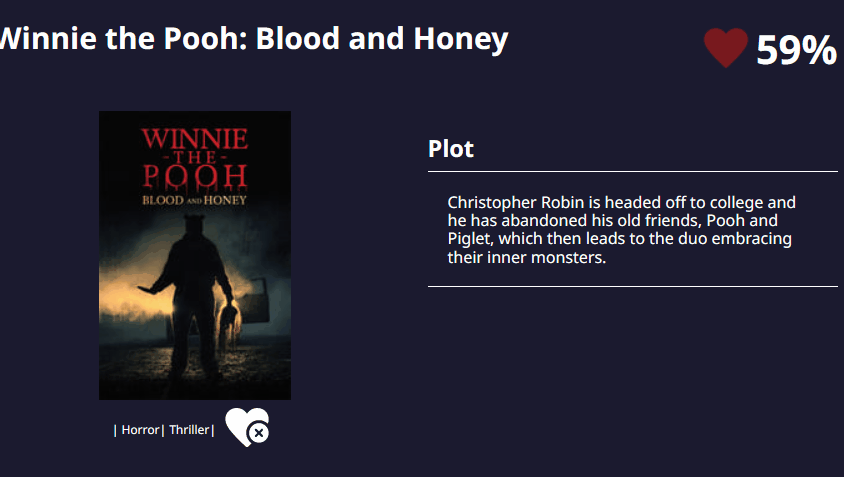 Winnie the Pooh: Blood and Honey
59%
WINNIE
-THE-
POOH
BLOOD AND HONEY
Plot
Christopher Robin is headed off to college and
he has abandoned his old friends, Pooh and
Piglet, which then leads to the duo embracing
their inner monsters.
| Horror| Thriller|